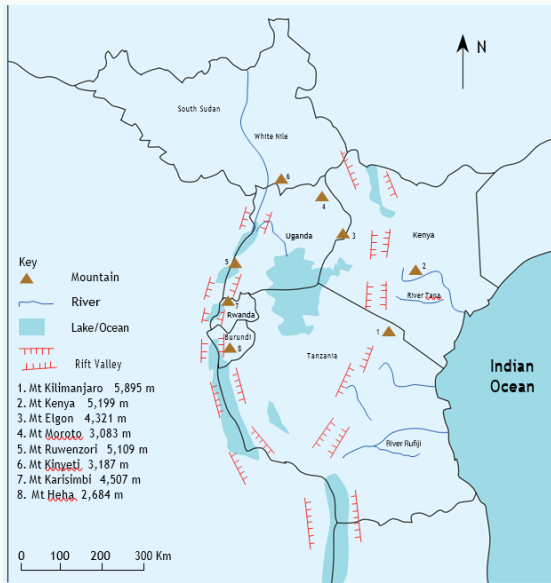 N
South Sudan
White Nile
6
4
Uganda
3
Kenya
5
2
Key
Mountain
River
Lake/Ocean
Rift Valley
7
Rwanda
River Tana
Burundi
8
1
Tanzania
Indian
Ocean
River Rufiji
1. Mt Kilimanjaro 5,895 m
2. Mt Kenya 5,199 m
3. Mt Elgon 4,321 m
4. Mt Moroto 3,083 m
5. Mt Ruwenzori 5,109 m
6. Mt Kinyeti 3,187 m
7. Mt Karisimbi 4,507 m
8. Mt Heha 2,684 m
0 100 200 300 Km